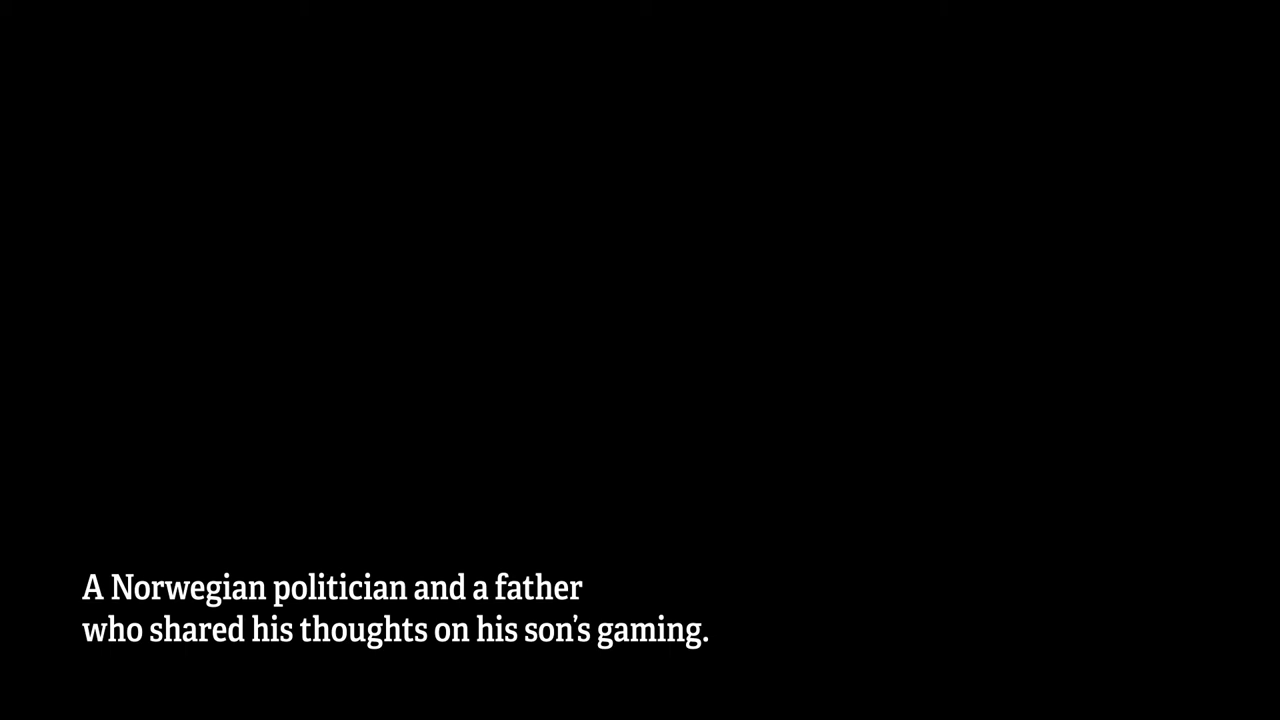 A Norwegian politician and a father
who shared his thoughts on his son's gaming.